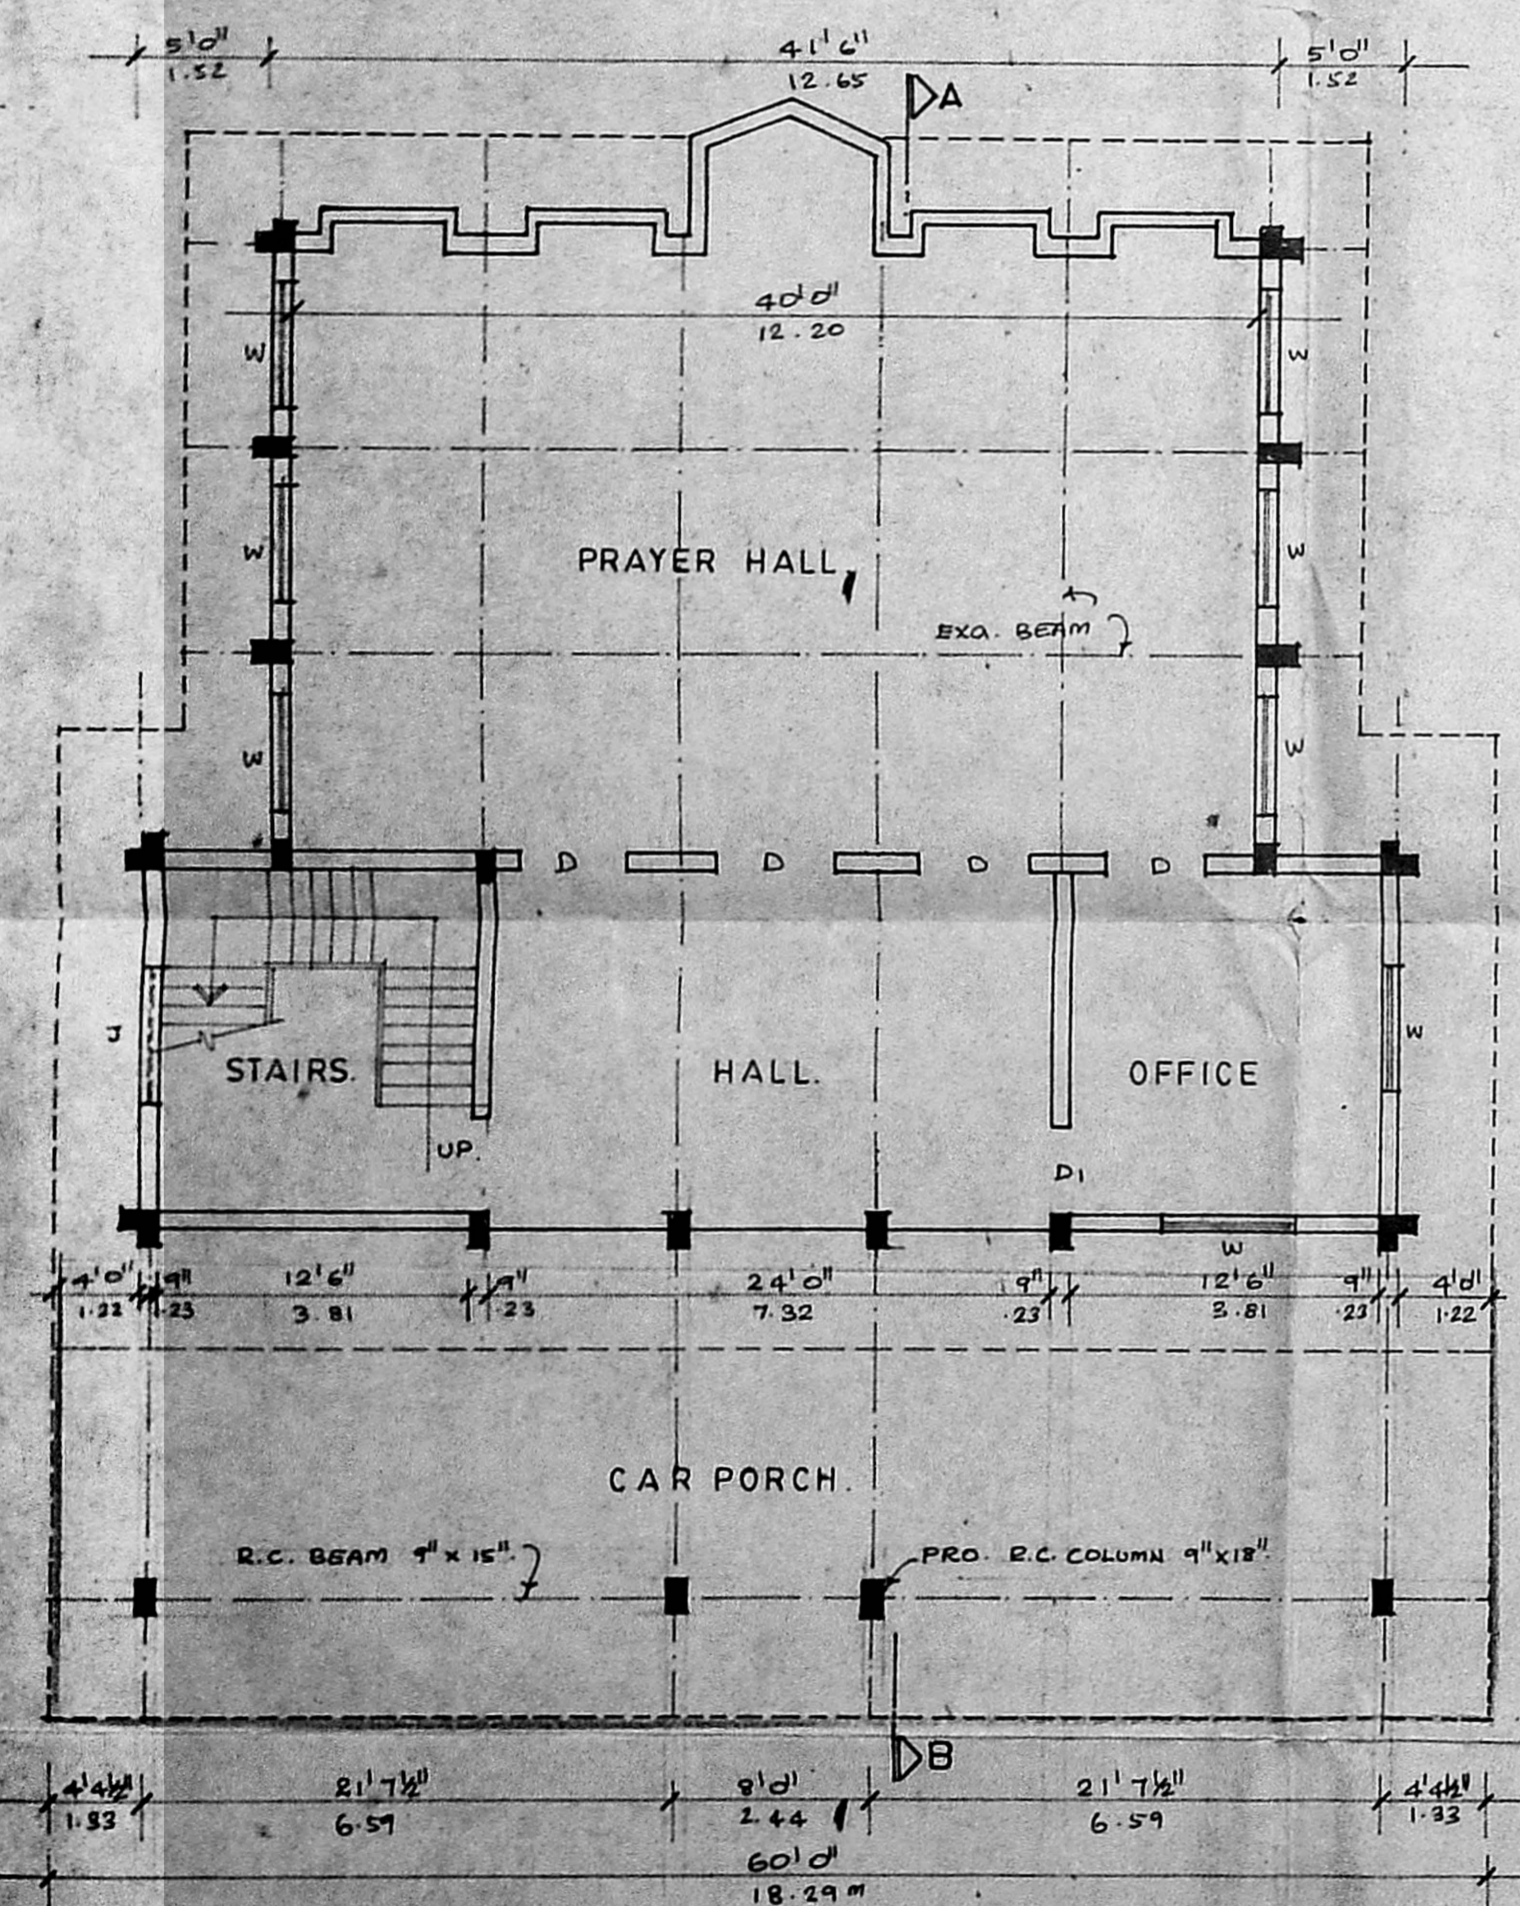 5'0" 41'6" 5'0"
1.52 12.65 1.52
A
40'0"
12.20
W W
W W
PRAYER HALL
EXG. BEAM
W W
D D D D
J
STAIRS. HALL. OFFICE W
UP.
D1
W
4'0" 9" 12'6" 9" 24'0" 9" 12'6" 9" 4'0"
1.22 .23 3.81 .23 7.32 .23 3.81 .23 1.22
CAR PORCH.
R.C. BEAM 9"x15". PRO. R.C. COLUMN 9"x18".
B
4'4½" 21'7½" 8'0" 21'7½" 4'4½"
1.33 6.59 2.44 6.59 1.33
60'0"
18.29m